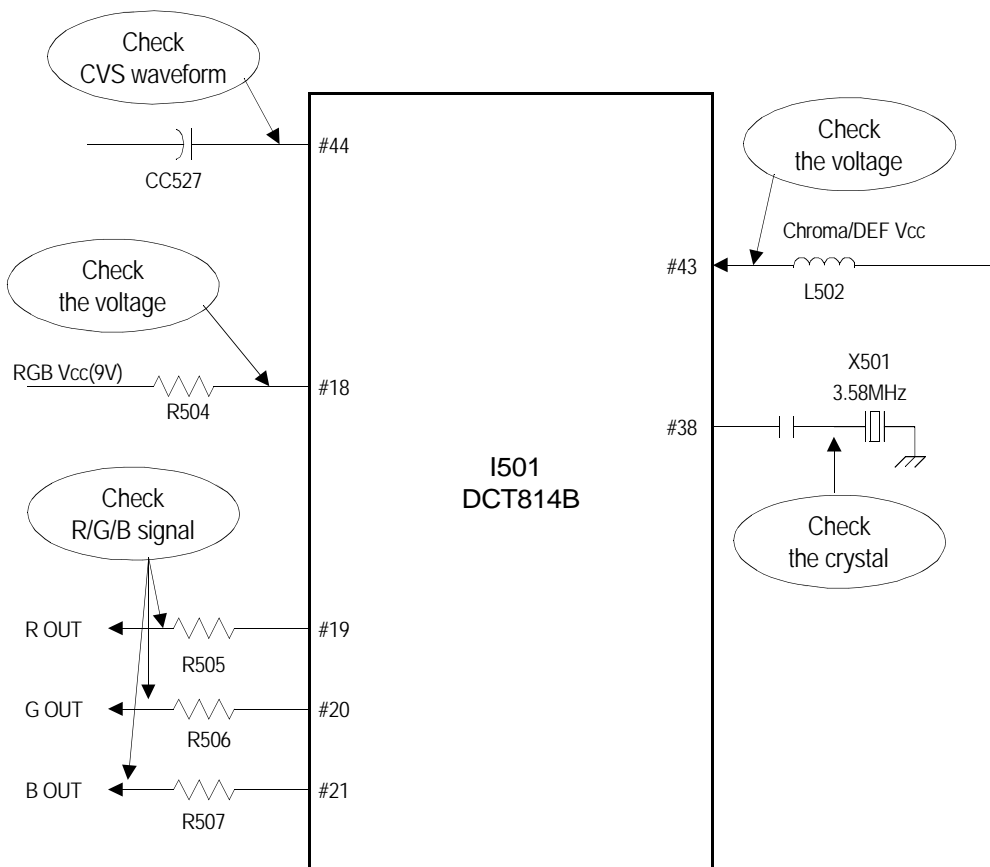 Check
CVS waveform
#44
CC527
Check
the voltage
Chroma/DEF Vcc
#43
L502
Check
the voltage
RGB Vcc(9V)
#18
R504
X501
3.58MHz
#38
I501
DCT814B
Check
the crystal
Check
R/G/B signal
R OUT
#19
R505
G OUT
#20
R506
B OUT
#21
R507